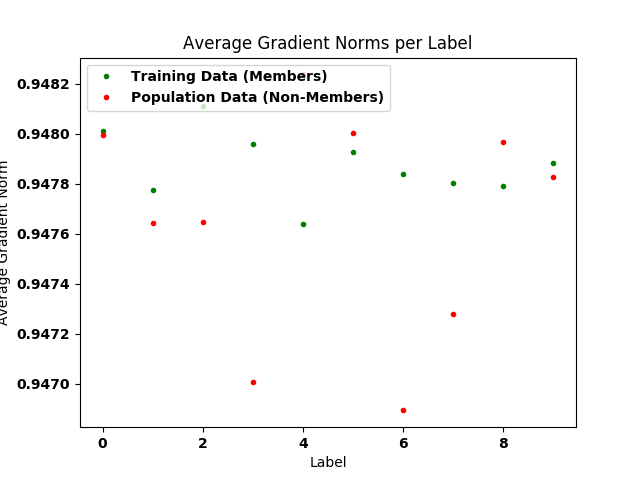 Average Gradient Norms per Label
Training Data (Members)
Population Data (Non-Members)
0.9482
0.9480
0.9478
0.9476
0.9474
0.9472
0.9470
Average Gradient Norm
0
2
4
6
8
Label